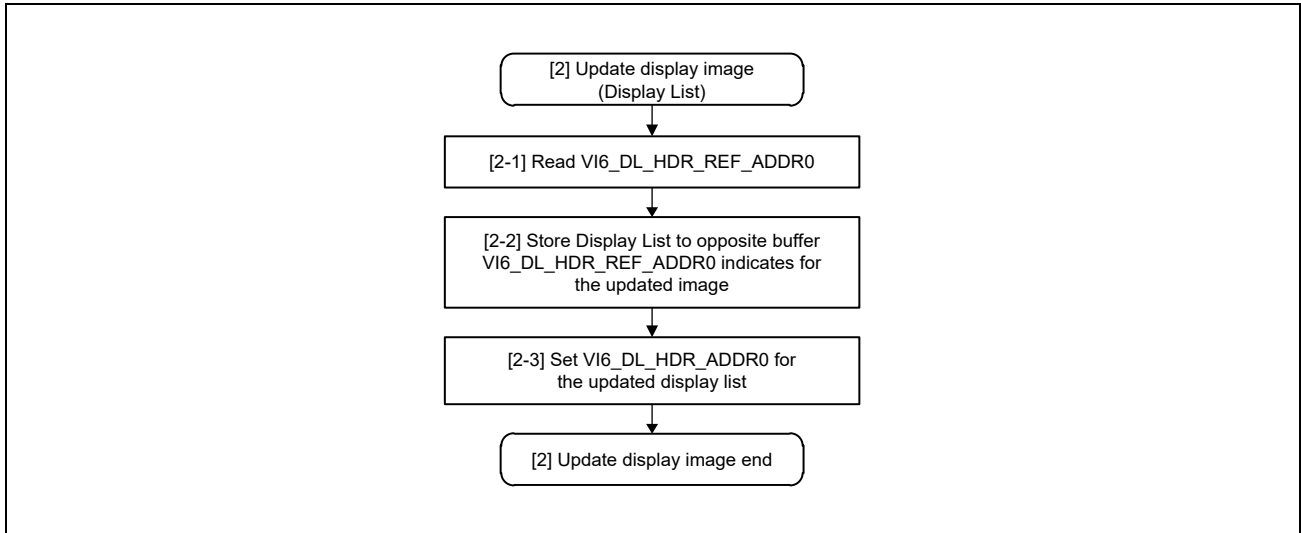 [2] Update display image
(Display List)
[2-1] Read VI6_DL_HDR_REF_ADDR0
[2-2] Store Display List to opposite buffer
VI6_DL_HDR_REF_ADDR0 indicates for
the updated image
[2-3] Set VI6_DL_HDR_ADDR0 for
the updated display list
[2] Update display image end